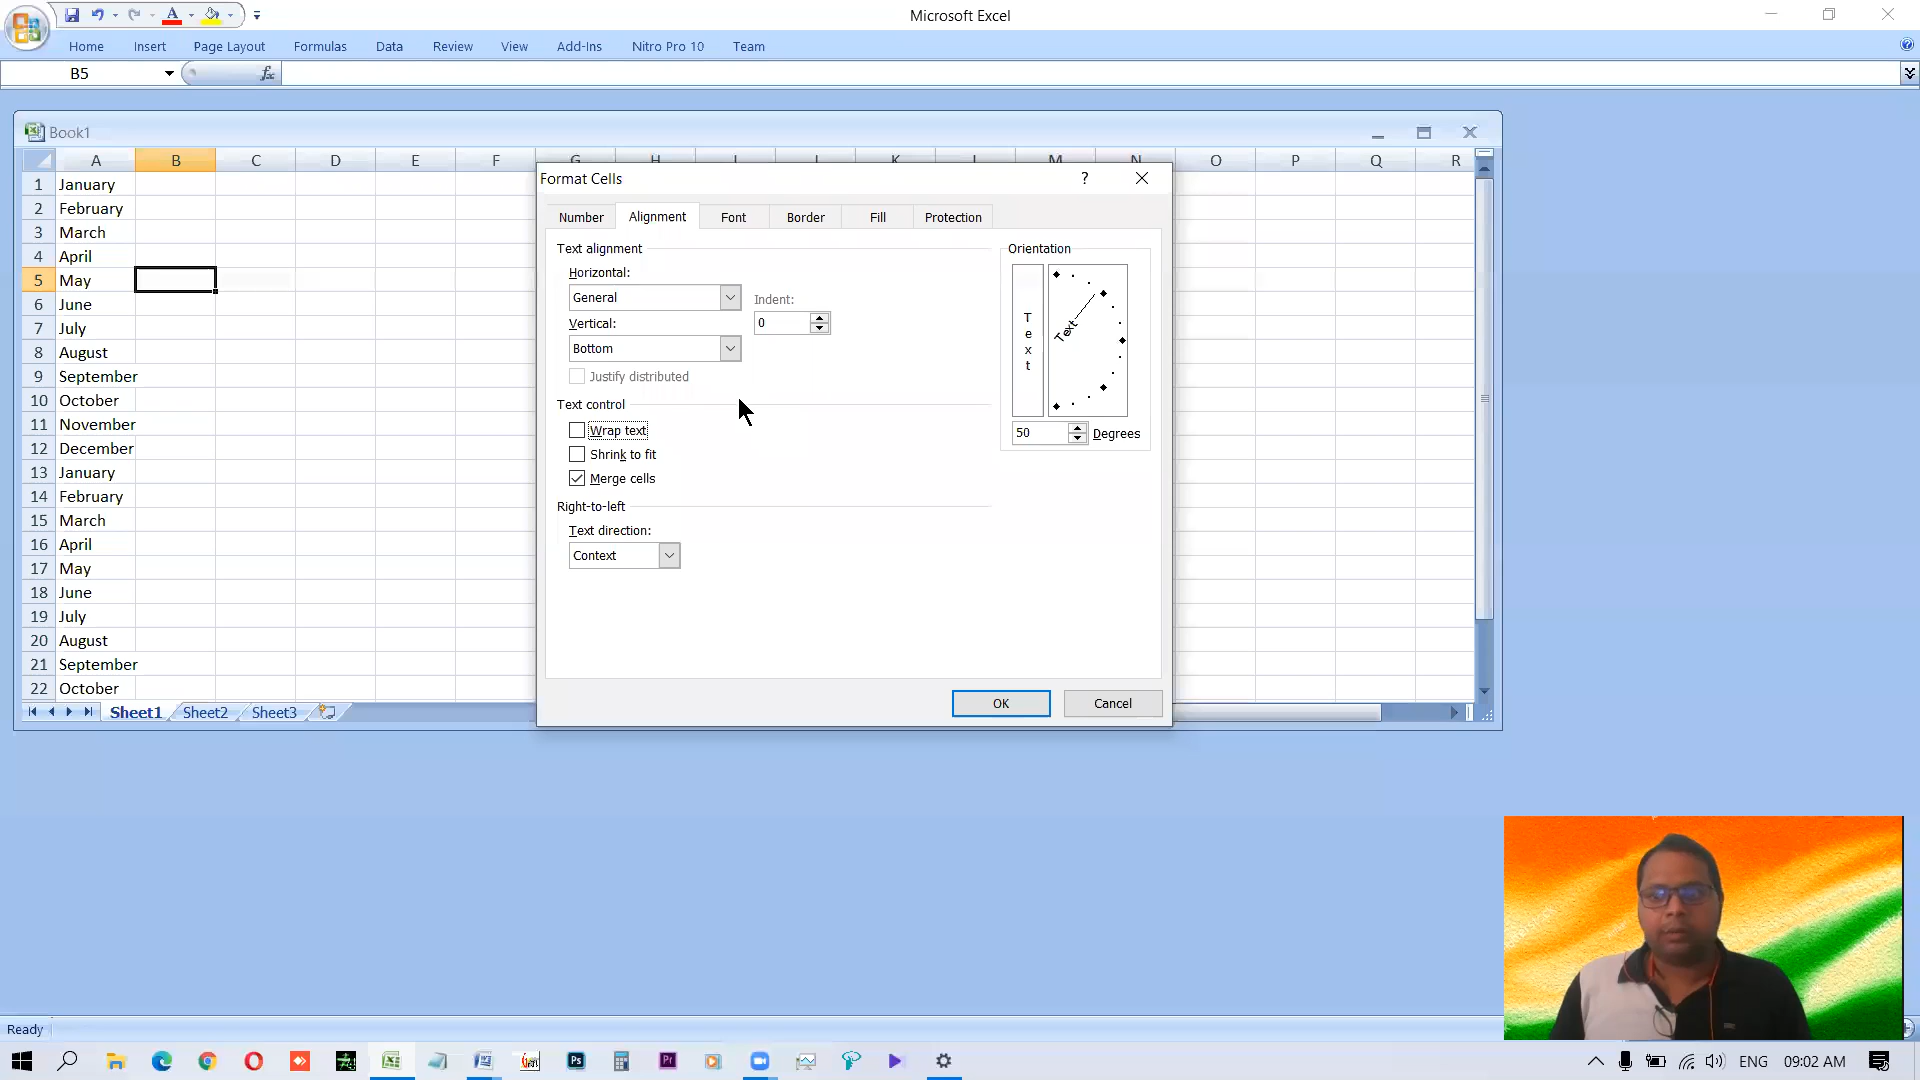 Microsoft Excel
Home Insert Page Layout Formulas Data Review View Add-Ins Nitro Pro 10 Team
B5 fx
Book1
A B C D E F G H I J K L M N O P Q R
1 January
2 February
3 March
4 April
5 May
6 June
7 July
8 August
9 September
10 October
11 November
12 December
13 January
14 February
15 March
16 April
17 May
18 June
19 July
20 August
21 September
22 October
Sheet1 Sheet2 Sheet3
Format Cells ?
Number Alignment Font Border Fill Protection
Text alignment
Horizontal:
General
Indent:
0
Vertical:
Bottom
Justify distributed
Text control
Wrap text
Shrink to fit
Merge cells
Right-to-left
Text direction:
Context
Orientation
Text
Text
50 Degrees
OK Cancel
Ready
Ps Pr ENG 09:02 AM